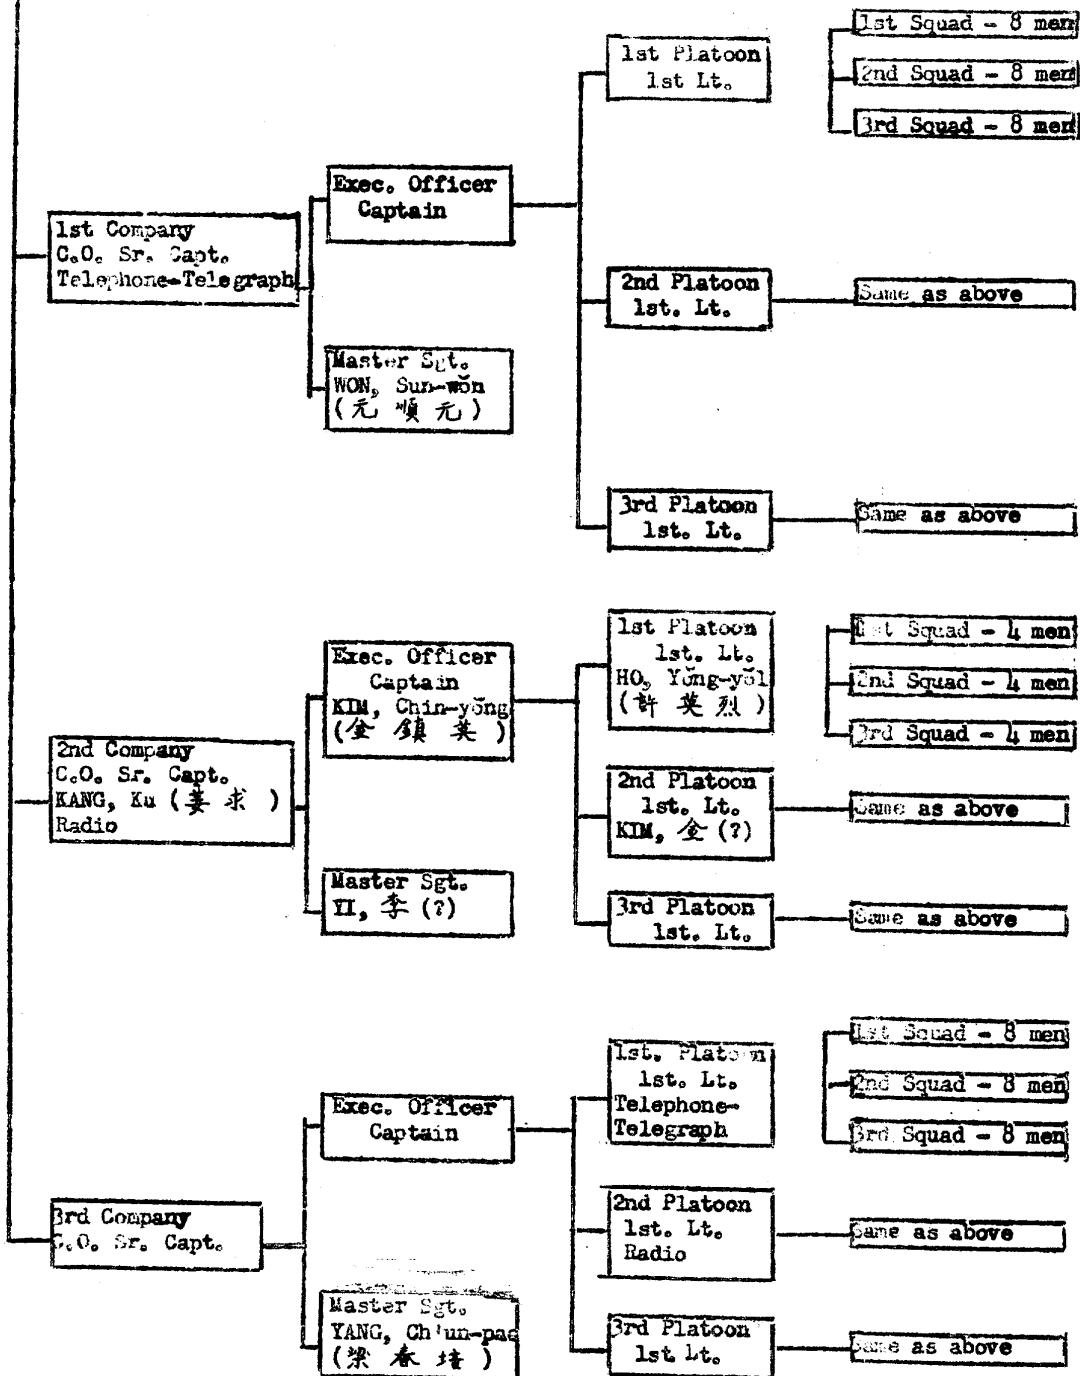 1st Company
C.O. Sr. Capt.
Telephone-Telegraph
Exec. Officer
Captain
Master Sgt.
WON, Sun-wŏn
(元 順 元)
1st Platoon
1st Lt.
1st Squad - 8 men
2nd Squad - 8 men
3rd Squad - 8 men
2nd Platoon
1st. Lt.
Same as above
3rd Platoon
1st. Lt.
Same as above
2nd Company
C.O. Sr. Capt.
KANG, Ku (姜 求 )
Radio
Exec. Officer
Captain
KIM, Chin-yŏng
(金 鎮 英 )
Master Sgt.
YI, 李 (?)
1st Platoon
1st. Lt.
HO, Yŏng-yŏl
(許 英 烈 )
1st Squad - 4 men
2nd Squad - 4 men
3rd Squad - 4 men
2nd Platoon
1st. Lt.
KIM, 金 (?)
Same as above
3rd Platoon
1st. Lt.
Same as above
3rd Company
C.O. Sr. Capt.
Exec. Officer
Captain
Master Sgt.
YANG, Ch'un-pae
(梁 春 培 )
1st. Platoon
1st. Lt.
Telephone-
Telegraph
1st Squad - 8 men
2nd Squad - 8 men
3rd Squad - 8 men
2nd Platoon
1st. Lt.
Radio
Same as above
3rd Platoon
1st Lt.
Same as above